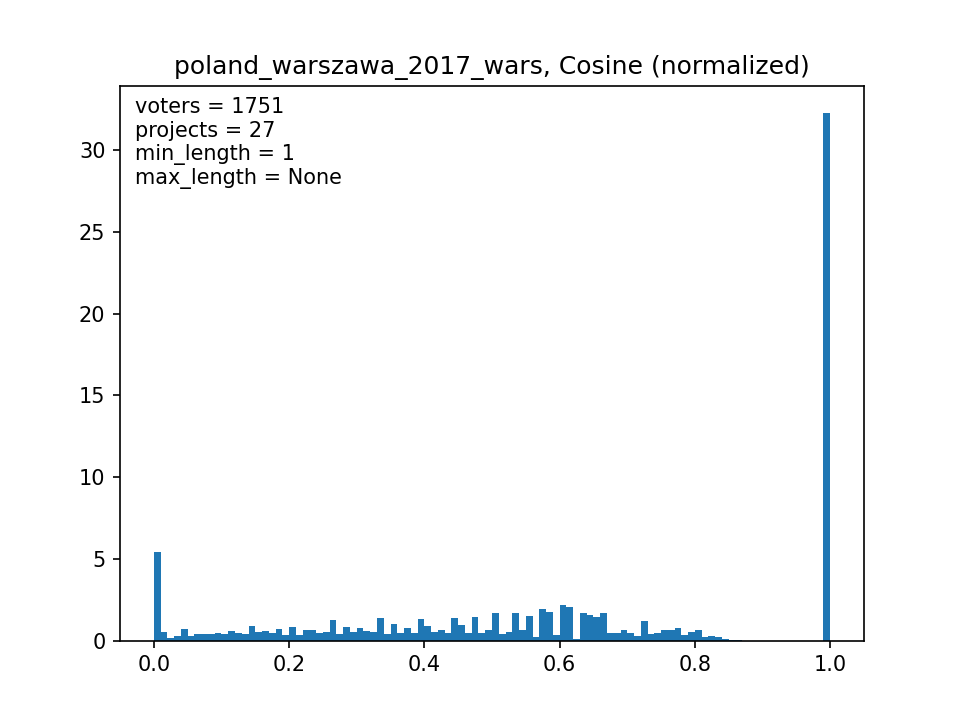 poland_warszawa_2017_wars, Cosine (normalized)
voters = 1751
projects = 27
min_length = 1
max_length = None
30
25
20
15
10
5
0
0.0 0.2 0.4 0.6 0.8 1.0